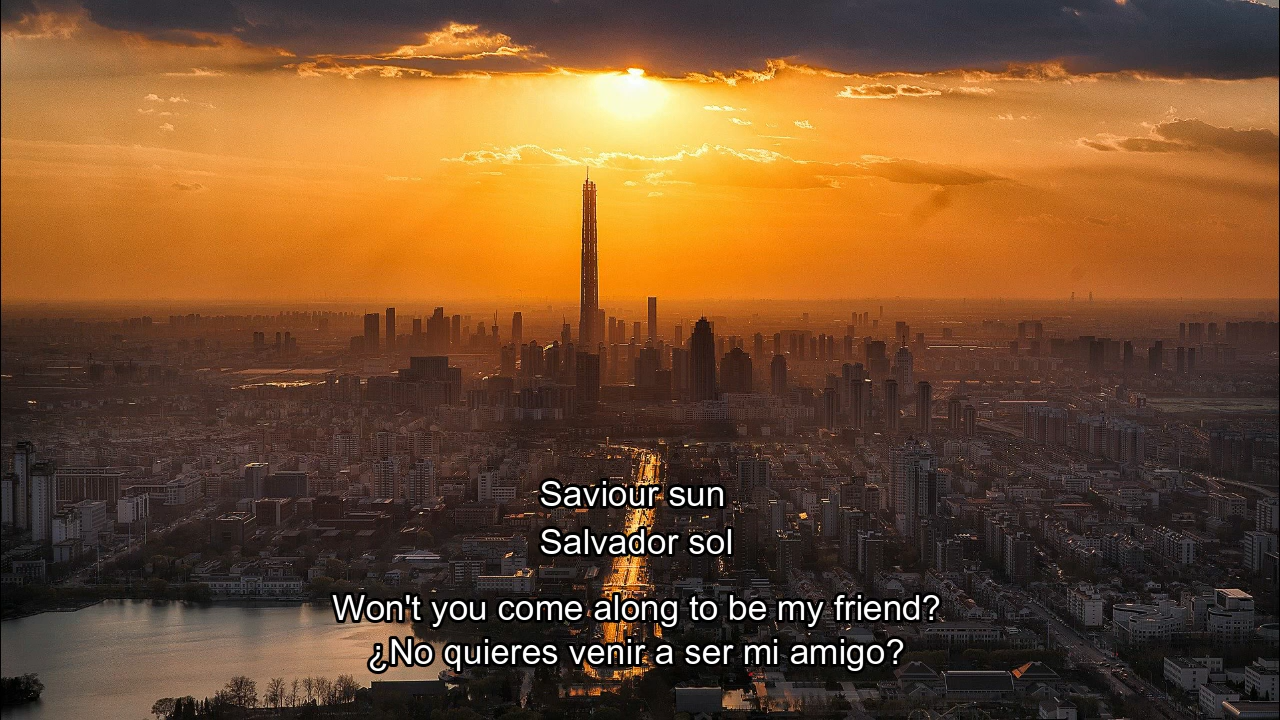 Saviour sun
Salvador sol
Won't you come along to be my friend?
¿No quieres venir a ser mi amigo?